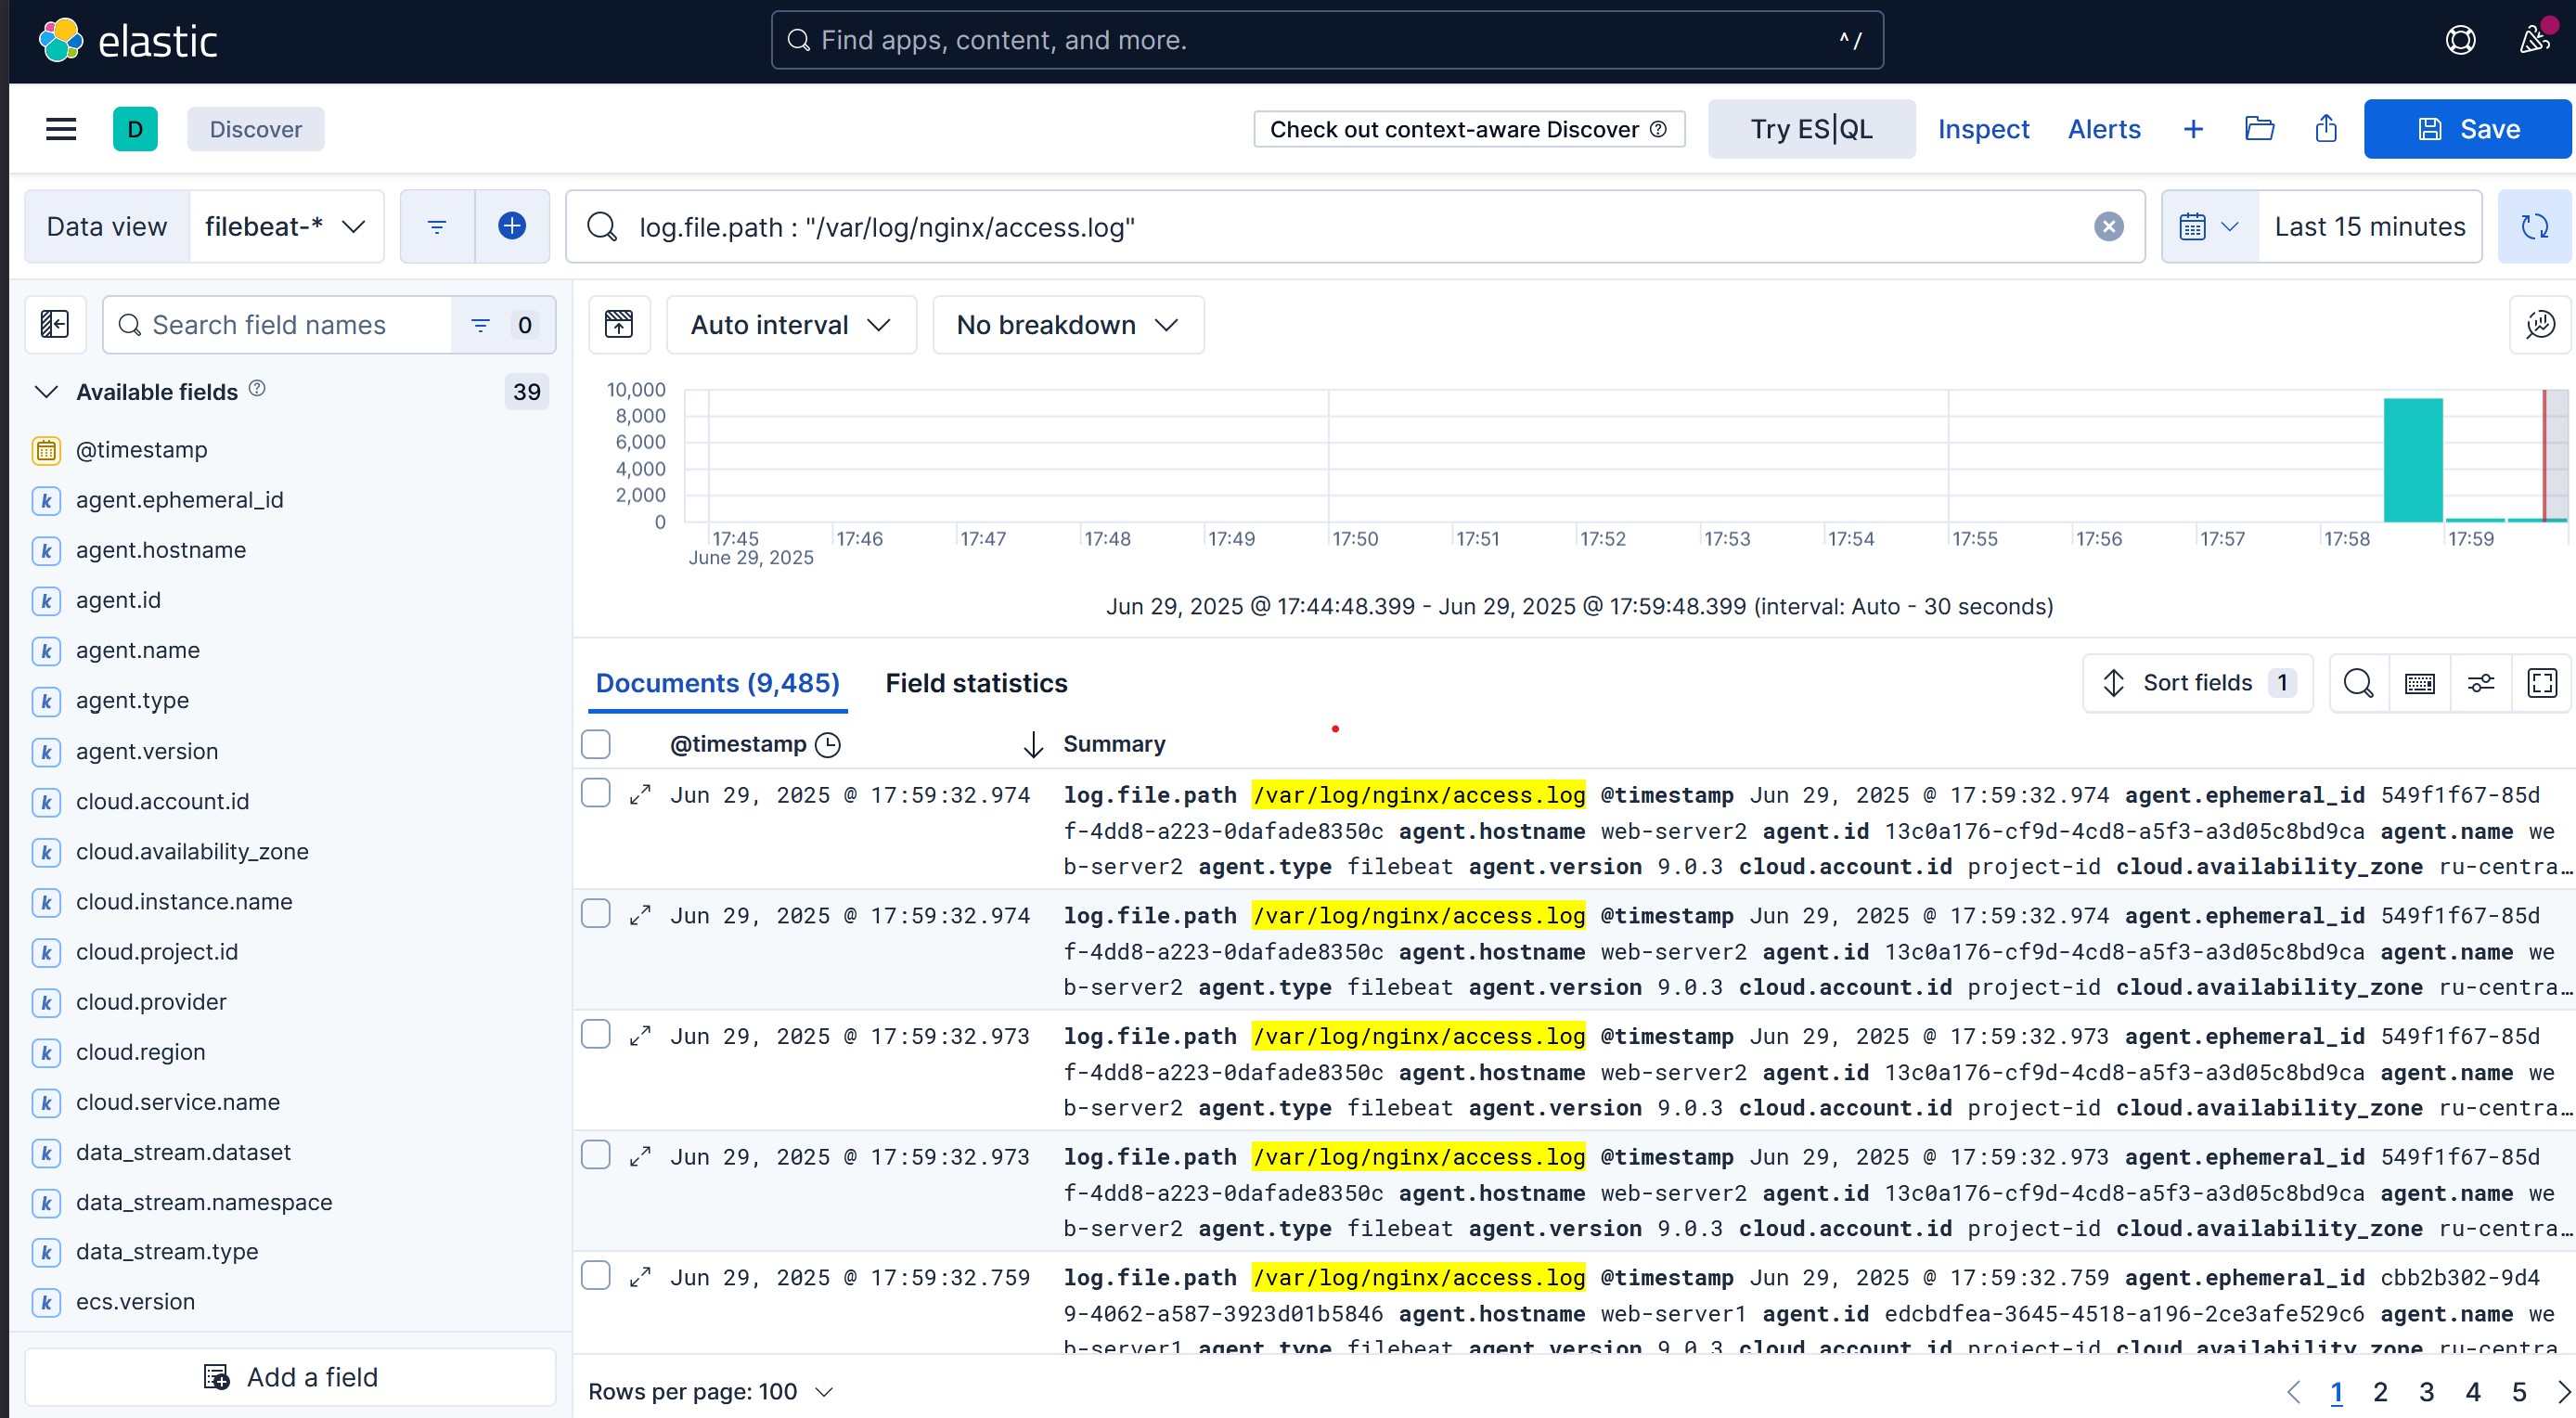 elastic
Find apps, content, and more.
^ /
D
Discover
Check out context-aware Discover
Try ES|QL
Inspect
Alerts
Save
Data view
filebeat-*
log.file.path : "/var/log/nginx/access.log"
Last 15 minutes
Search field names
0
Auto interval
No breakdown
Available fields
39
@timestamp
agent.ephemeral_id
agent.hostname
agent.id
agent.name
agent.type
agent.version
cloud.account.id
cloud.availability_zone
cloud.instance.name
cloud.project.id
cloud.provider
cloud.region
cloud.service.name
data_stream.dataset
data_stream.namespace
data_stream.type
ecs.version
Add a field
10,000
8,000
6,000
4,000
2,000
0
17:45 17:46 17:47 17:48 17:49 17:50 17:51 17:52 17:53 17:54 17:55 17:56 17:57 17:58 17:59
June 29, 2025
Jun 29, 2025 @ 17:44:48.399 - Jun 29, 2025 @ 17:59:48.399 (interval: Auto - 30 seconds)
Documents (9,485)
Field statistics
Sort fields 1
@timestamp
Summary
Jun 29, 2025 @ 17:59:32.974 log.file.path /var/log/nginx/access.log @timestamp Jun 29, 2025 @ 17:59:32.974 agent.ephemeral_id 549f1f67-85d
f-4dd8-a223-0dafade8350c agent.hostname web-server2 agent.id 13c0a176-cf9d-4cd8-a5f3-a3d05c8bd9ca agent.name we
b-server2 agent.type filebeat agent.version 9.0.3 cloud.account.id project-id cloud.availability_zone ru-centra…
Jun 29, 2025 @ 17:59:32.974 log.file.path /var/log/nginx/access.log @timestamp Jun 29, 2025 @ 17:59:32.974 agent.ephemeral_id 549f1f67-85d
f-4dd8-a223-0dafade8350c agent.hostname web-server2 agent.id 13c0a176-cf9d-4cd8-a5f3-a3d05c8bd9ca agent.name we
b-server2 agent.type filebeat agent.version 9.0.3 cloud.account.id project-id cloud.availability_zone ru-centra…
Jun 29, 2025 @ 17:59:32.973 log.file.path /var/log/nginx/access.log @timestamp Jun 29, 2025 @ 17:59:32.973 agent.ephemeral_id 549f1f67-85d
f-4dd8-a223-0dafade8350c agent.hostname web-server2 agent.id 13c0a176-cf9d-4cd8-a5f3-a3d05c8bd9ca agent.name we
b-server2 agent.type filebeat agent.version 9.0.3 cloud.account.id project-id cloud.availability_zone ru-centra…
Jun 29, 2025 @ 17:59:32.973 log.file.path /var/log/nginx/access.log @timestamp Jun 29, 2025 @ 17:59:32.973 agent.ephemeral_id 549f1f67-85d
f-4dd8-a223-0dafade8350c agent.hostname web-server2 agent.id 13c0a176-cf9d-4cd8-a5f3-a3d05c8bd9ca agent.name we
b-server2 agent.type filebeat agent.version 9.0.3 cloud.account.id project-id cloud.availability_zone ru-centra…
Jun 29, 2025 @ 17:59:32.759 log.file.path /var/log/nginx/access.log @timestamp Jun 29, 2025 @ 17:59:32.759 agent.ephemeral_id cbb2b302-9d4
9-4062-a587-3923d01b5846 agent.hostname web-server1 agent.id edcbdfea-3645-4518-a196-2ce3afe529c6 agent.name we
b-server1 agent.type filebeat agent.version 9.0.3 cloud.account.id project-id cloud.availability_zone ru-centra
Rows per page: 100
1 2 3 4 5